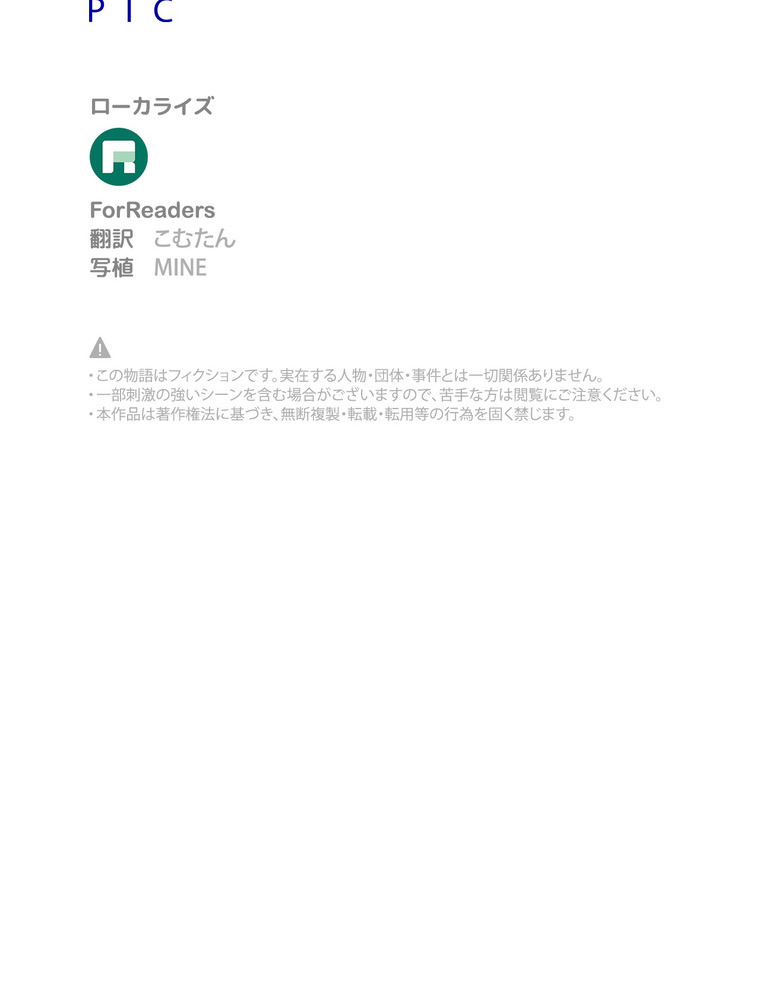 P I C
ローカライズ
ForReaders
翻訳 こむたん
写植 MINE
・この物語はフィクションです。実在する人物・団体・事件とは一切関係ありません。
・一部刺激の強いシーンを含む場合がございますので、苦手な方は閲覧にご注意ください。
・本作品は著作権法に基づき、無断複製・転載・転用等の行為を固く禁じます。